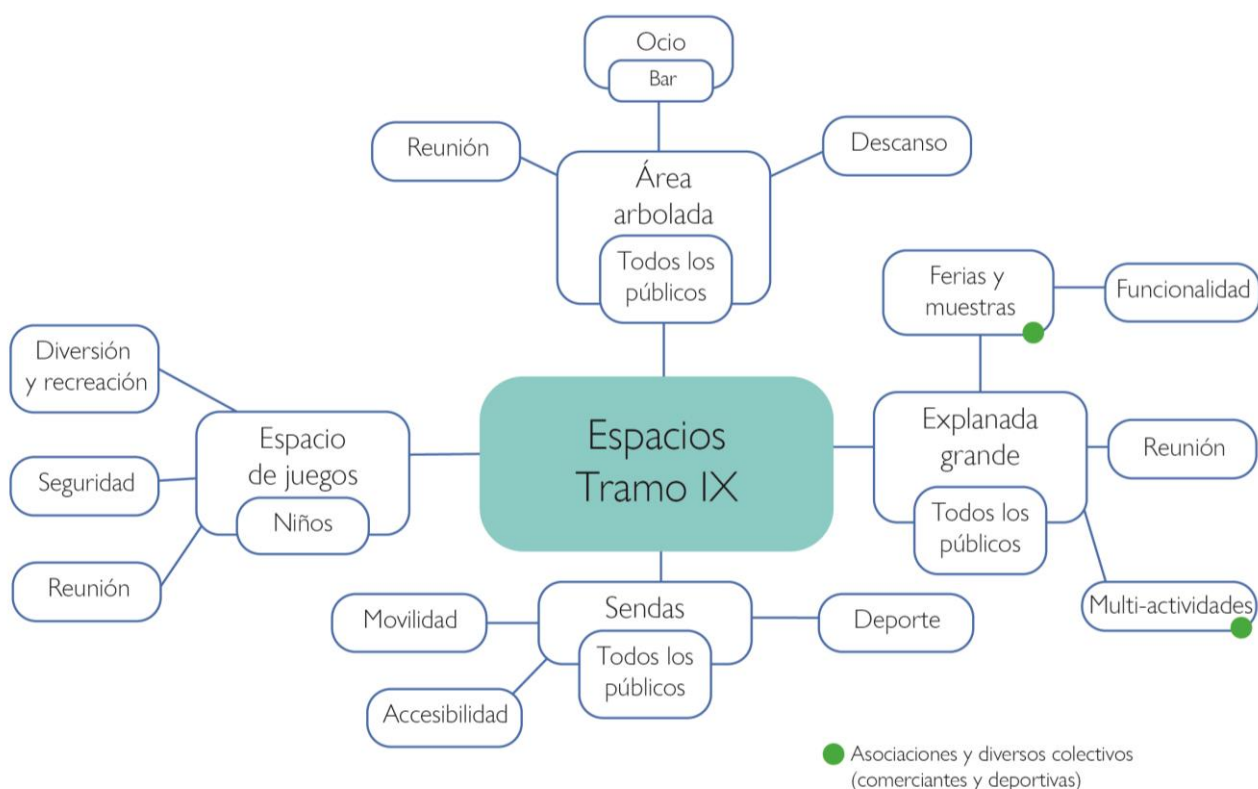 Ocio
Bar
Reunión
Descanso
Área
arbolada
Todos los
públicos
Ferias y
muestras
Funcionalidad
Diversión
y recreación
Espacio
de juegos
Niños
Seguridad
Reunión
Espacios
Tramo IX
Explanada
grande
Todos los
públicos
Reunión
Multi-actividades
Sendas
Todos los
públicos
Movilidad
Deporte
Accesibilidad
Asociaciones y diversos colectivos
(comerciantes y deportivas)